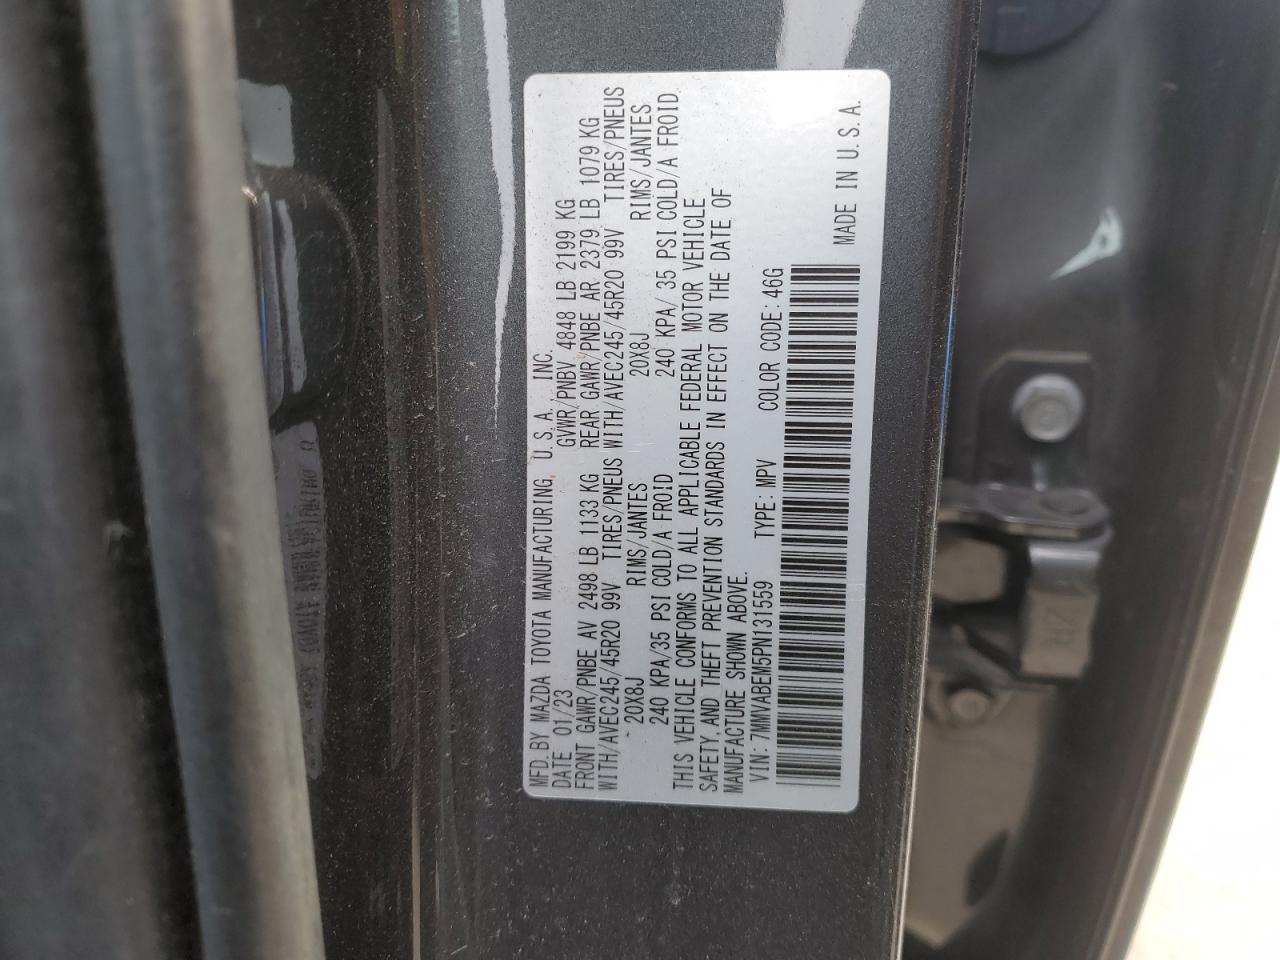 MFD. BY MAZDA TOYOTA MANUFACTURING, U. S. A. , INC.
DATE 01/23 GVWR/PNBV 4848 LB 2199 KG
FRONT GAWR/PNBE AV 2498 LB 1133 KG REAR GAWR/PNBE AR 2379 LB 1079 KG
WITH/AVEC245/45R20 99V TIRES/PNEUS WITH/AVEC245/45R20 99V TIRES/PNEUS
20X8J RIMS/JANTES 20X8J RIMS/JANTES
240 KPA/35 PSI COLD/A FROID 240 KPA/ 35 PSI COLD/A FROID
THIS VEHICLE CONFORMS TO ALL APPLICABLE FEDERAL MOTOR VEHICLE
SAFETY, AND THEFT PREVENTION STANDARDS IN EFFECT ON THE DATE OF
MANUFACTURE SHOWN ABOVE.
VIN: 7MMVABEM5PN131559 TYPE: MPV COLOR CODE: 46G
MADE IN U. S. A.